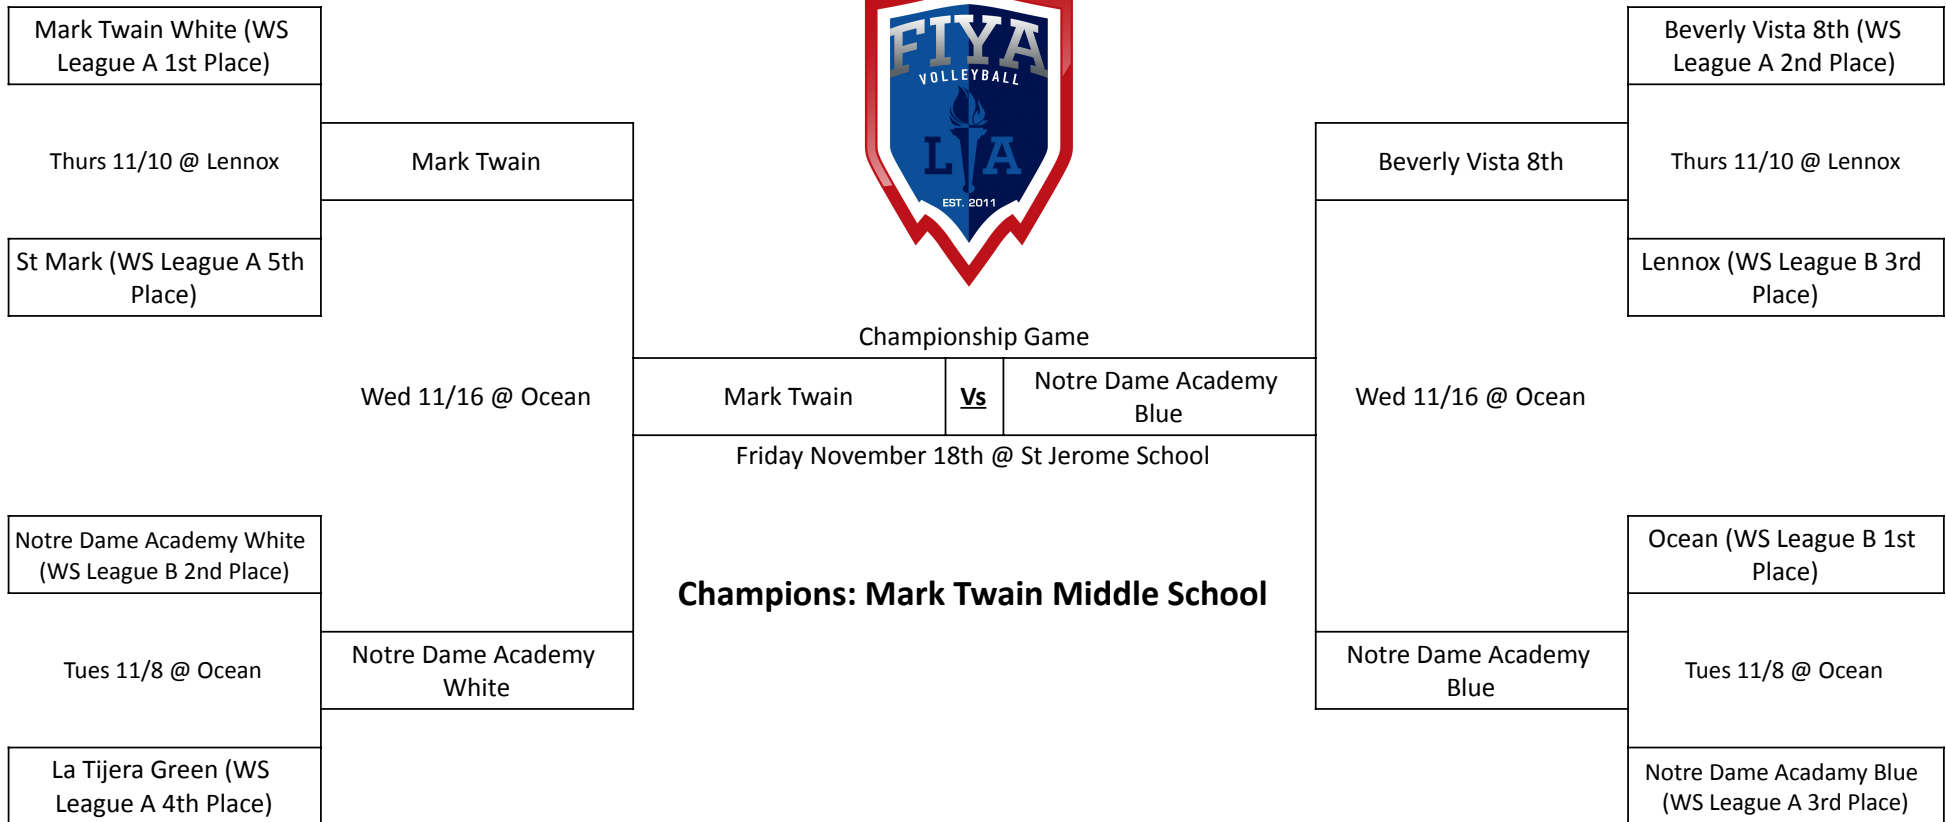 Mark Twain White (WS
League A 1st Place)
Thurs 11/10 @ Lennox
St Mark (WS League A 5th
Place)
Mark Twain
Wed 11/16 @ Ocean
Notre Dame Academy White
(WS League B 2nd Place)
Tues 11/8 @ Ocean
La Tijera Green (WS
League A 4th Place)
Notre Dame Academy
White
FIYA
VOLLEYBALL
LA
EST. 2011
Championship Game
Mark Twain
Vs
Notre Dame Academy
Blue
Friday November 18th @ St Jerome School
Champions: Mark Twain Middle School
Beverly Vista 8th
Wed 11/16 @ Ocean
Notre Dame Academy
Blue
Beverly Vista 8th (WS
League A 2nd Place)
Thurs 11/10 @ Lennox
Lennox (WS League B 3rd
Place)
Ocean (WS League B 1st
Place)
Tues 11/8 @ Ocean
Notre Dame Acadamy Blue
(WS League A 3rd Place)